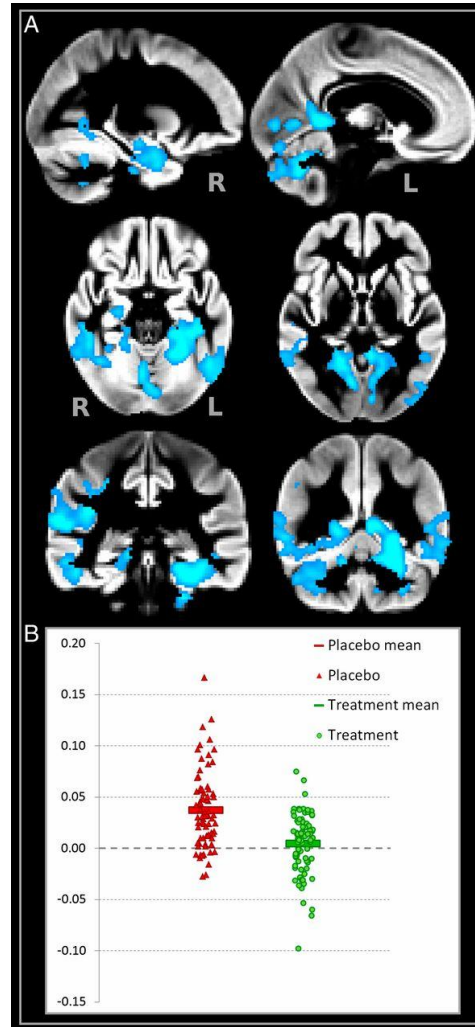 A
R
L
R
L
B
0.20
Placebo mean
0.15
Placebo
Treatment mean
0.10
Treatment
0.05
0.00
-0.05
-0.10
-0.15